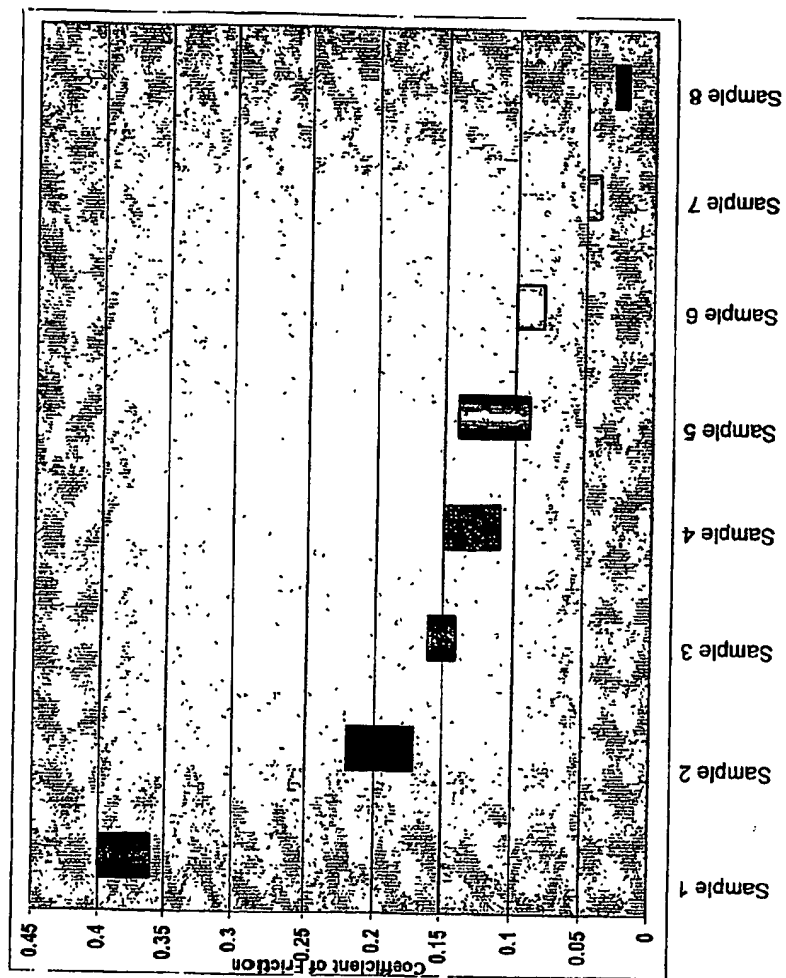 Coefficient of Friction
0.45
0.4
0.35
0.3
0.25
0.2
0.15
0.1
0.05
0
Sample 1
Sample 2
Sample 3
Sample 4
Sample 5
Sample 6
Sample 7
Sample 8